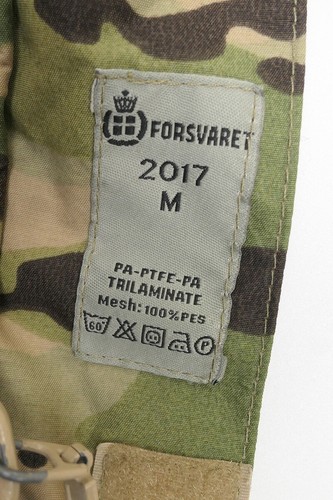 FORSVARET
2017
M
PA-PTFE-PA
TRILAMINATE
Mesh: 100% PES
60
P